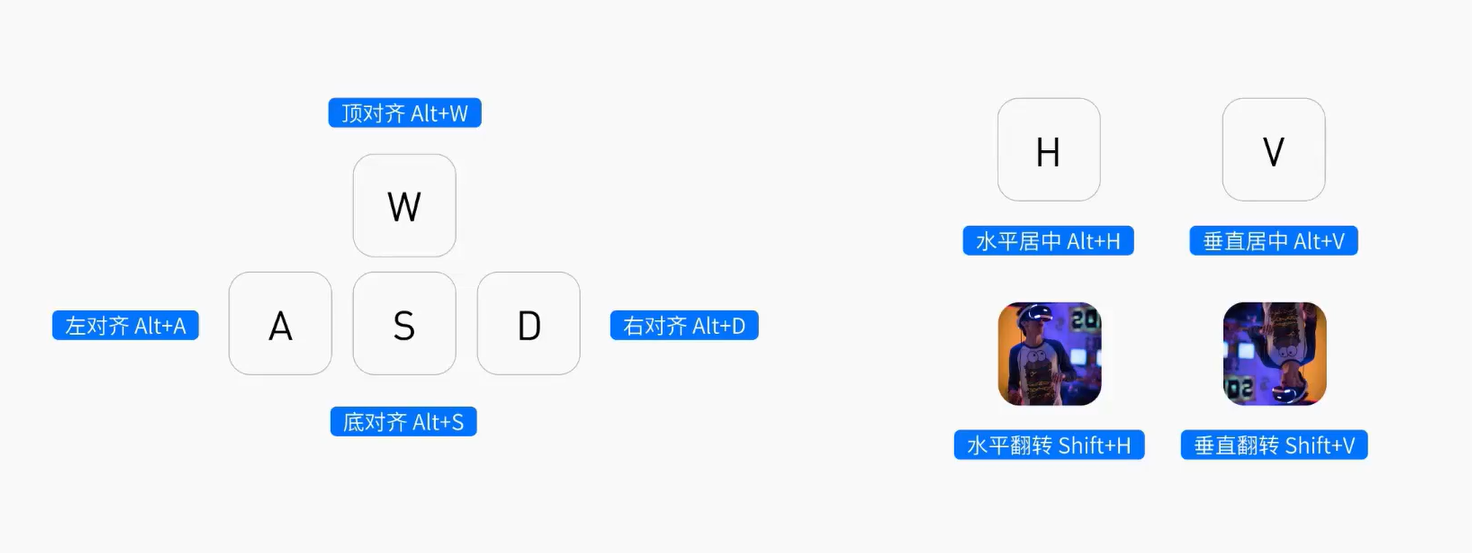 顶对齐 Alt+W
W
左对齐 Alt+A
A
S
D
右对齐 Alt+D
底对齐 Alt+S
H
V
水平居中 Alt+H
垂直居中 Alt+V
水平翻转 Shift+H
垂直翻转 Shift+V